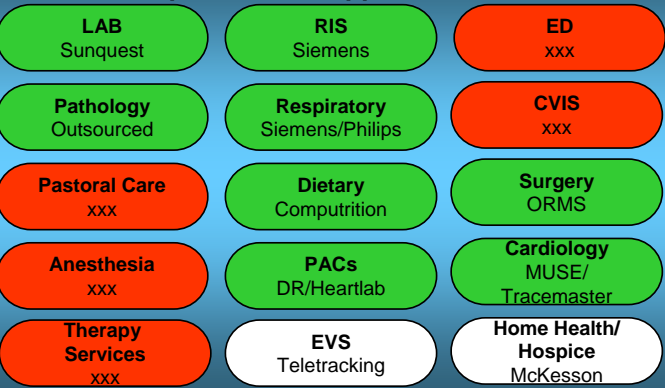 LAB
Sunquest
RIS
Siemens
ED
xxx
Pathology
Outsourced
Respiratory
Siemens/Philips
CVIS
xxx
Pastoral Care
xxx
Dietary
Computrition
Surgery
ORMS
Anesthesia
xxx
PACs
DR/Heartlab
Cardiology
MUSE/
Tracemaster
Therapy
Services
xxx
EVS
Teletracking
Home Health/
Hospice
McKesson